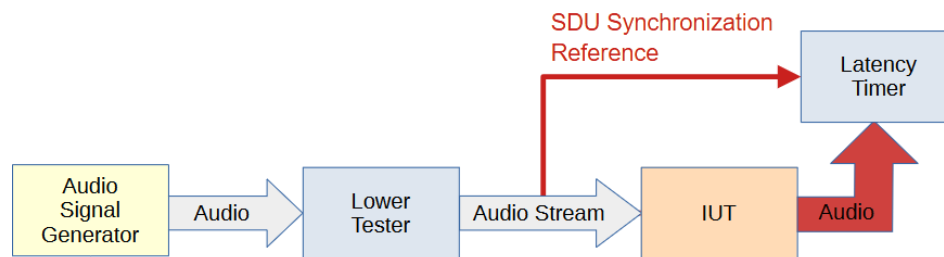 SDU Synchronization
Reference
Latency
Timer
Audio
Signal
Generator
Audio
Lower
Tester
Audio Stream
IUT
Audio